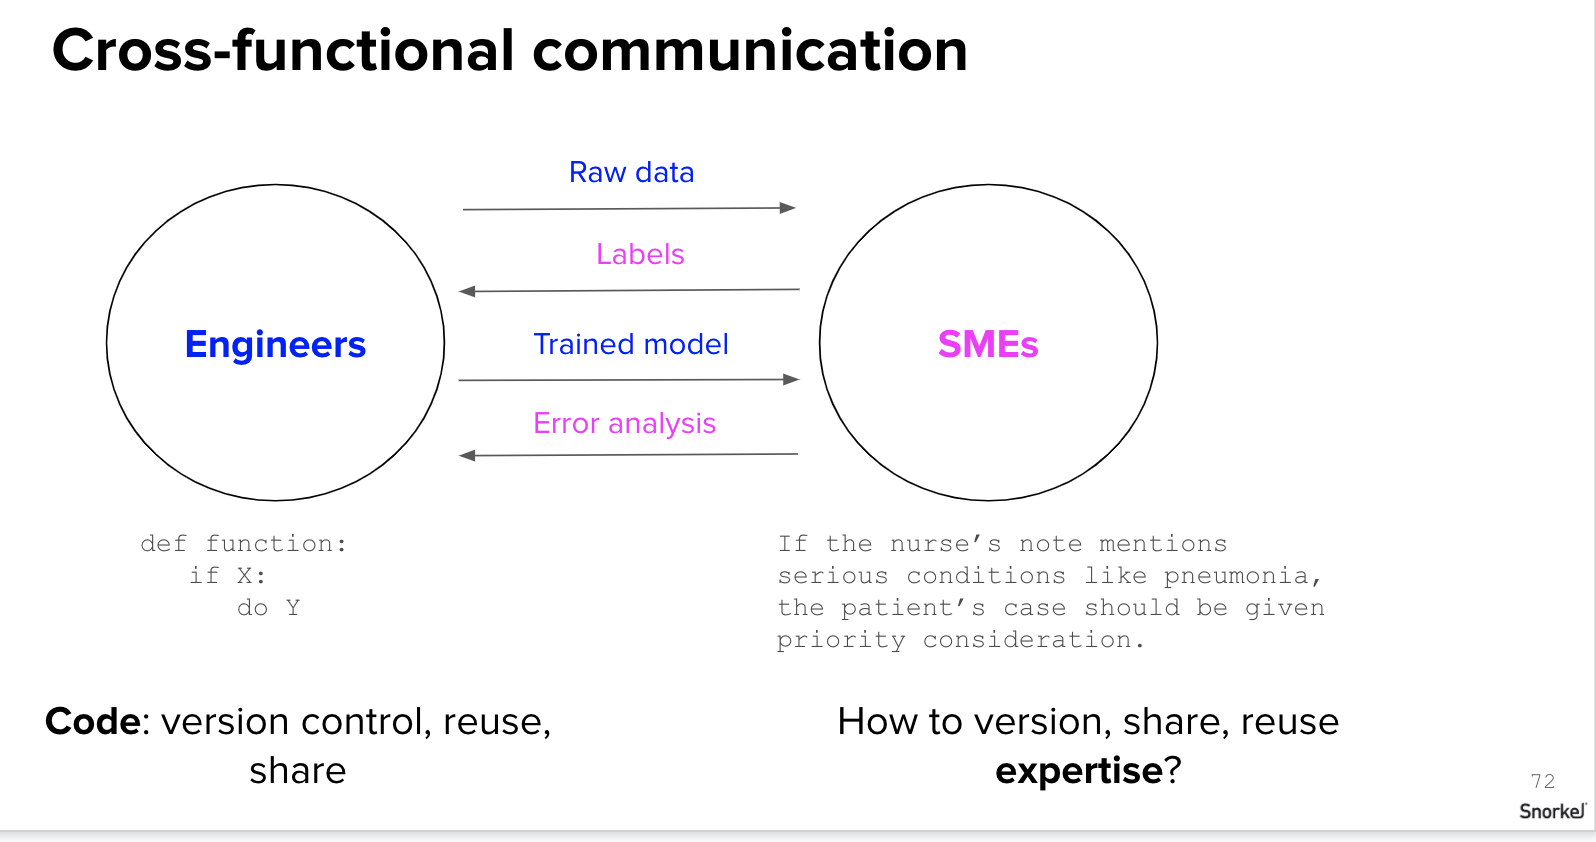 Cross-functional communication
Raw data
Labels
Engineers
Trained model
SMEs
Error analysis
def function:
   if X:
      do Y
If the nurse’s note mentions
serious conditions like pneumonia,
the patient’s case should be given
priority consideration.
Code: version control, reuse,
share
How to version, share, reuse
expertise?
72
Snorkel